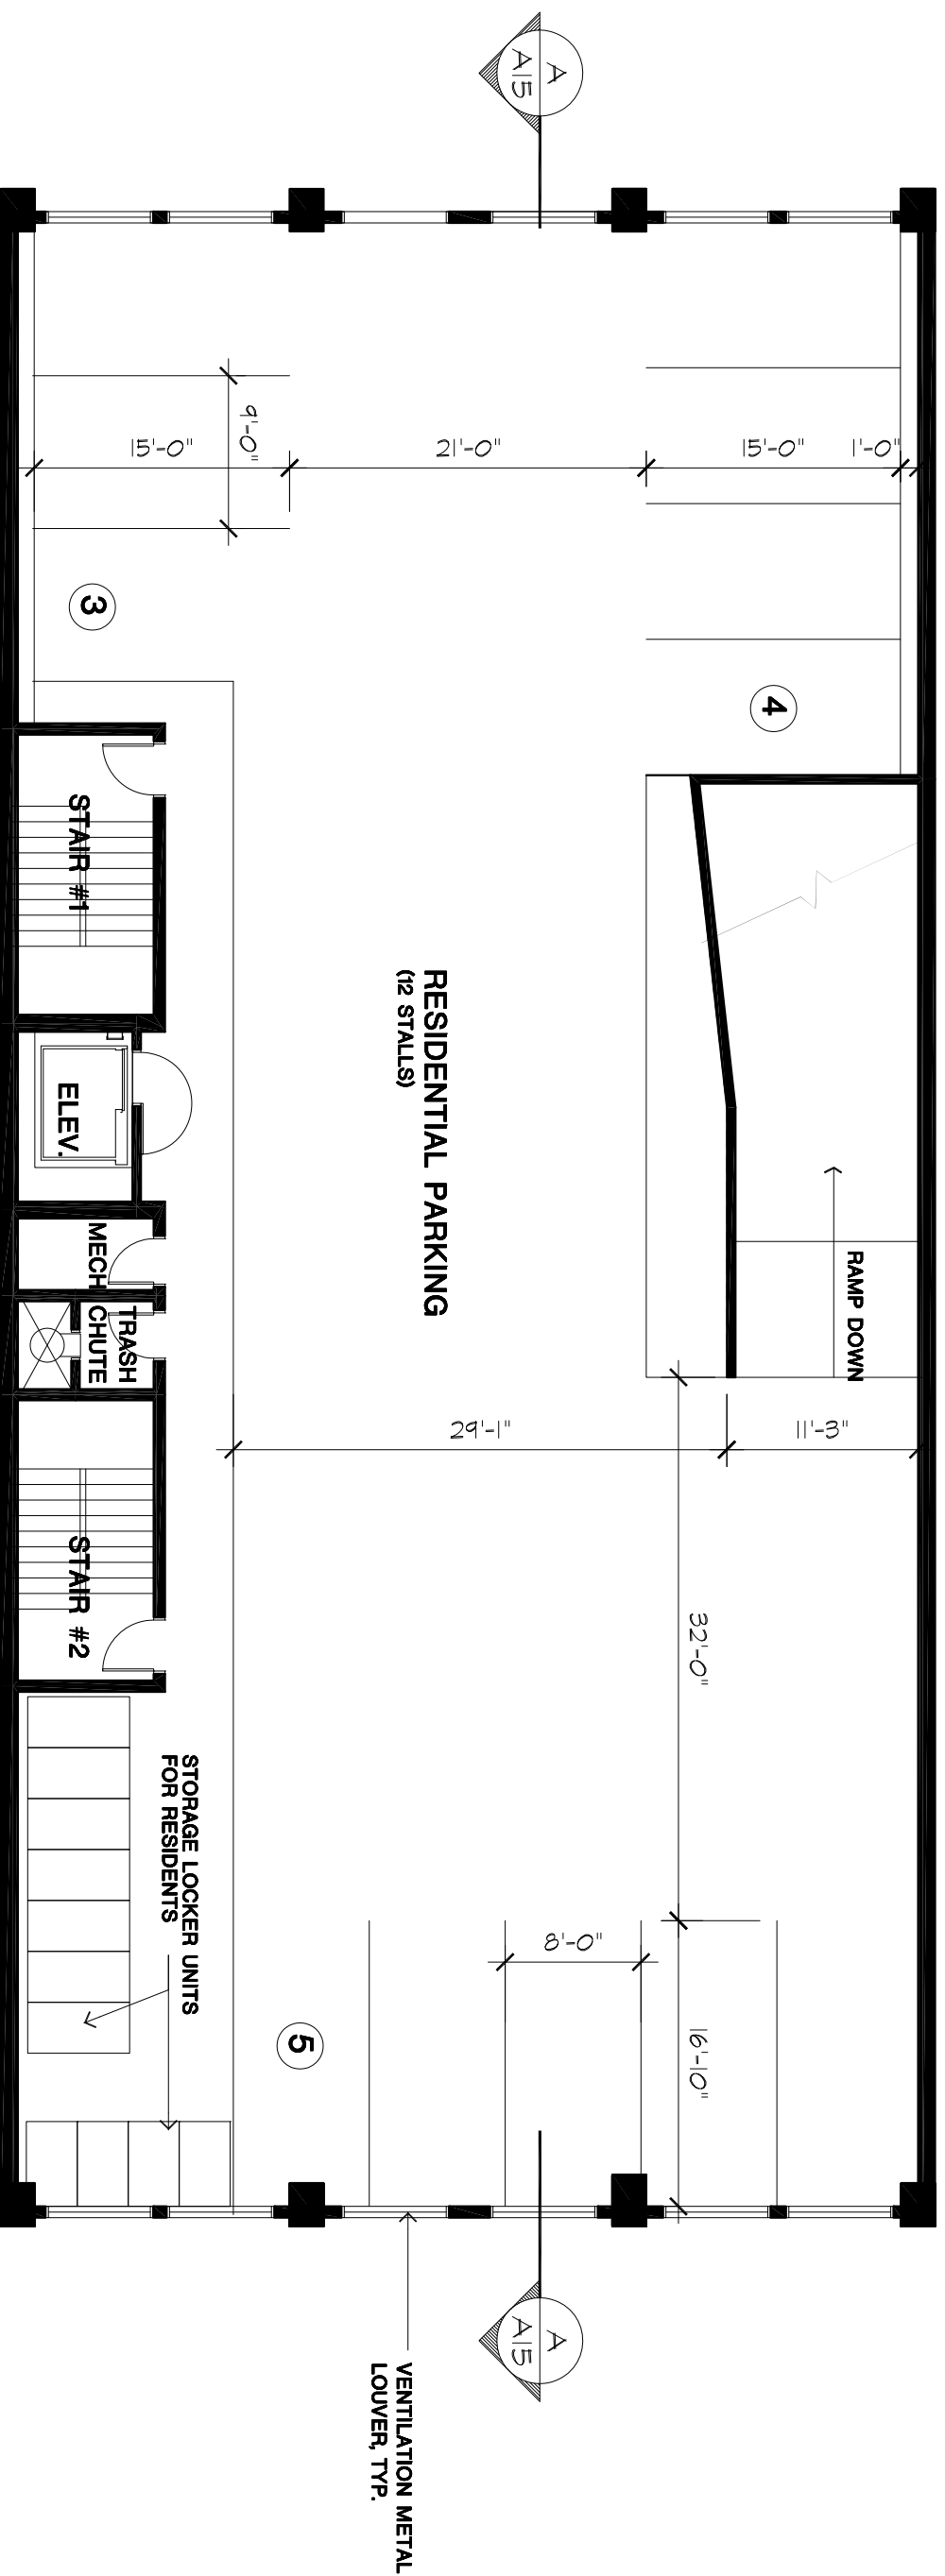 A
A15
15'-0"
9'-0"
21'-0"
15'-0"
1'-0"
3
4
STAIR #1
ELEV.
MECH
TRASH
CHUTE
STAIR #2
RESIDENTIAL PARKING
(12 STALLS)
RAMP DOWN
29'-1"
11'-3"
32'-0"
STORAGE LOCKER UNITS
FOR RESIDENTS
8'-0"
16'-10"
5
A
A15
VENTILATION METAL
LOUVER, TYP.